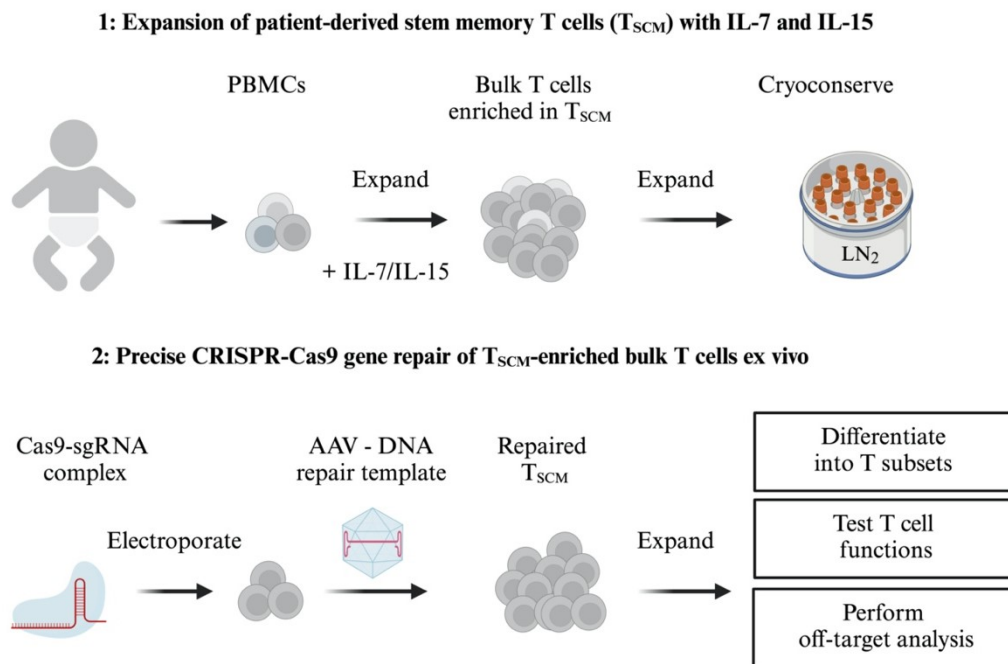 1: Expansion of patient-derived stem memory T cells (TSCM) with IL-7 and IL-15
PBMCs
Bulk T cells
enriched in TSCM
Cryoconserve
Expand
Expand
+ IL-7/IL-15
LN2
2: Precise CRISPR-Cas9 gene repair of TSCM-enriched bulk T cells ex vivo
Cas9-sgRNA
complex
AAV - DNA
repair template
Repaired
TSCM
Electroporate
Expand
Differentiate
into T subsets
Test T cell
functions
Perform
off-target analysis